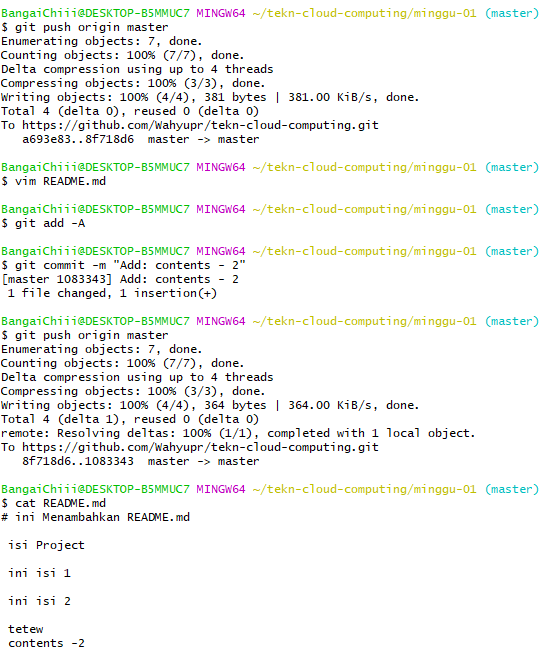 BangaiChiii@DESKTOP-B5MMUC7 MINGW64 ~/tekn-cloud-computing/minggu-01 (master)
$ git push origin master
Enumerating objects: 7, done.
Counting objects: 100% (7/7), done.
Delta compression using up to 4 threads
Compressing objects: 100% (3/3), done.
Writing objects: 100% (4/4), 381 bytes | 381.00 KiB/s, done.
Total 4 (delta 0), reused 0 (delta 0)
To https://github.com/Wahyupr/tekn-cloud-computing.git
   a693e83..8f718d6  master -> master

BangaiChiii@DESKTOP-B5MMUC7 MINGW64 ~/tekn-cloud-computing/minggu-01 (master)
$ vim README.md

BangaiChiii@DESKTOP-B5MMUC7 MINGW64 ~/tekn-cloud-computing/minggu-01 (master)
$ git add -A

BangaiChiii@DESKTOP-B5MMUC7 MINGW64 ~/tekn-cloud-computing/minggu-01 (master)
$ git commit -m "Add: contents - 2"
[master 1083343] Add: contents - 2
 1 file changed, 1 insertion(+)

BangaiChiii@DESKTOP-B5MMUC7 MINGW64 ~/tekn-cloud-computing/minggu-01 (master)
$ git push origin master
Enumerating objects: 7, done.
Counting objects: 100% (7/7), done.
Delta compression using up to 4 threads
Compressing objects: 100% (3/3), done.
Writing objects: 100% (4/4), 364 bytes | 364.00 KiB/s, done.
Total 4 (delta 1), reused 0 (delta 0)
remote: Resolving deltas: 100% (1/1), completed with 1 local object.
To https://github.com/Wahyupr/tekn-cloud-computing.git
   8f718d6..1083343  master -> master

BangaiChiii@DESKTOP-B5MMUC7 MINGW64 ~/tekn-cloud-computing/minggu-01 (master)
$ cat README.md
# ini Menambahkan README.md

 isi Project

 ini isi 1

 ini isi 2

 tetew
 contents -2